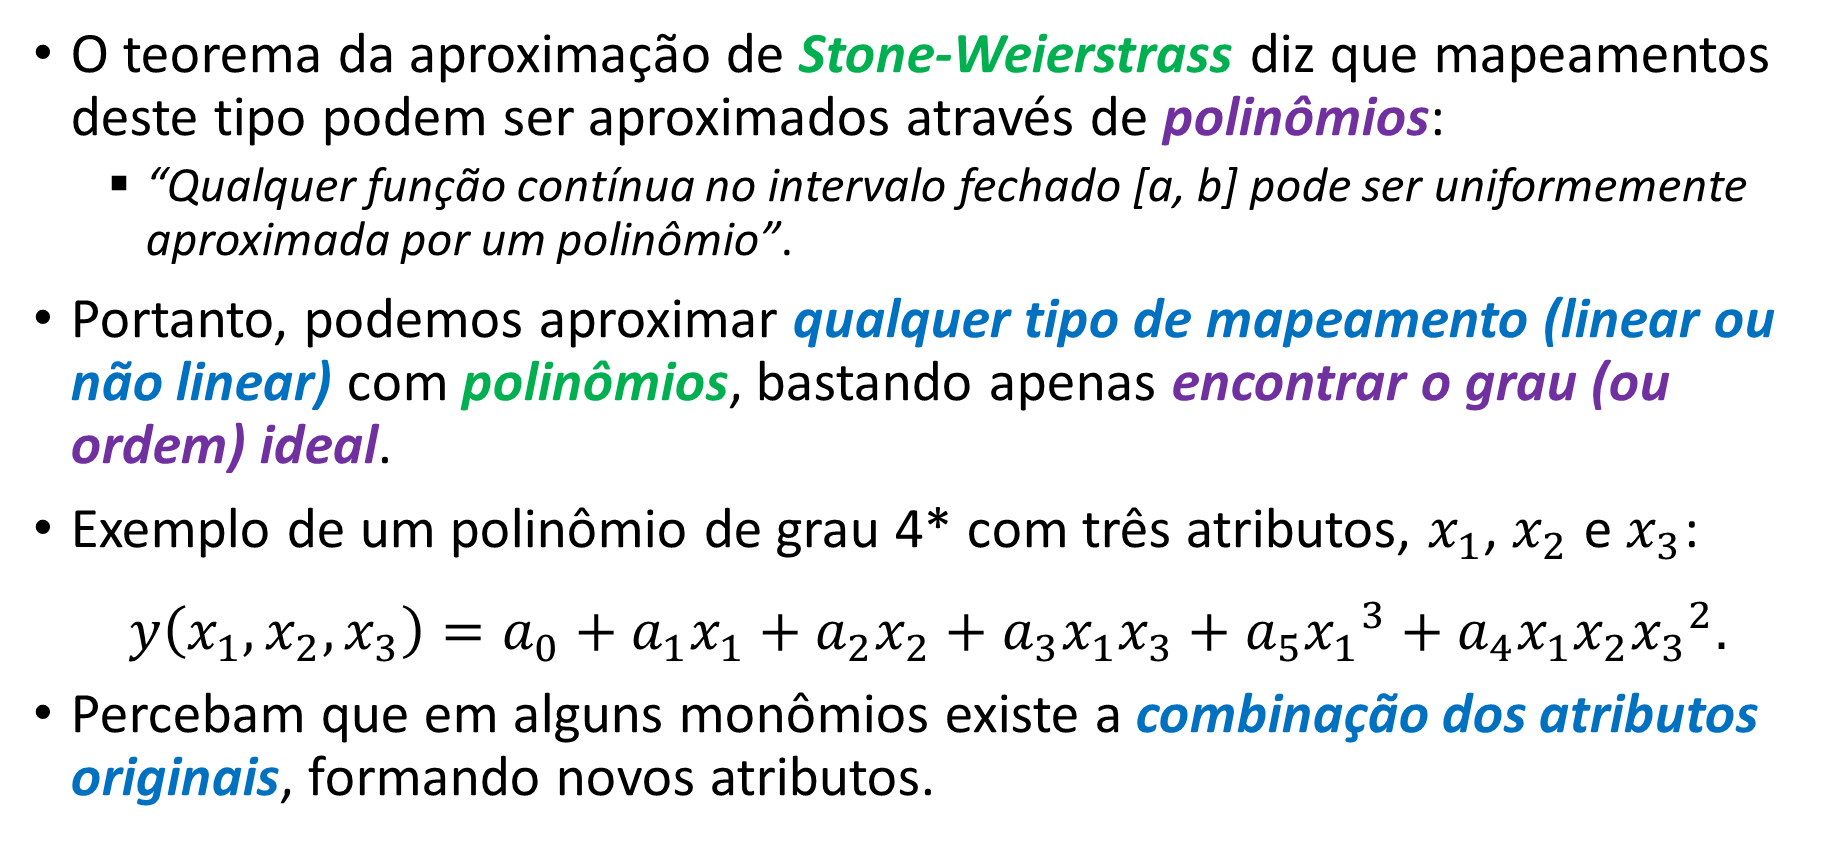 • O teorema da aproximação de Stone-Weierstrass diz que mapeamentos
deste tipo podem ser aproximados através de polinômios:
▪ “Qualquer função contínua no intervalo fechado [a, b] pode ser uniformemente
aproximada por um polinômio”.
• Portanto, podemos aproximar qualquer tipo de mapeamento (linear ou
não linear) com polinômios, bastando apenas encontrar o grau (ou
ordem) ideal.
• Exemplo de um polinômio de grau 4* com três atributos, x₁, x₂ e x₃:
y(x₁, x₂, x₃) = a₀ + a₁x₁ + a₂x₂ + a₃x₁x₃ + a₅x₁³ + a₄x₁x₂x₃².
• Percebam que em alguns monômios existe a combinação dos atributos
originais, formando novos atributos.